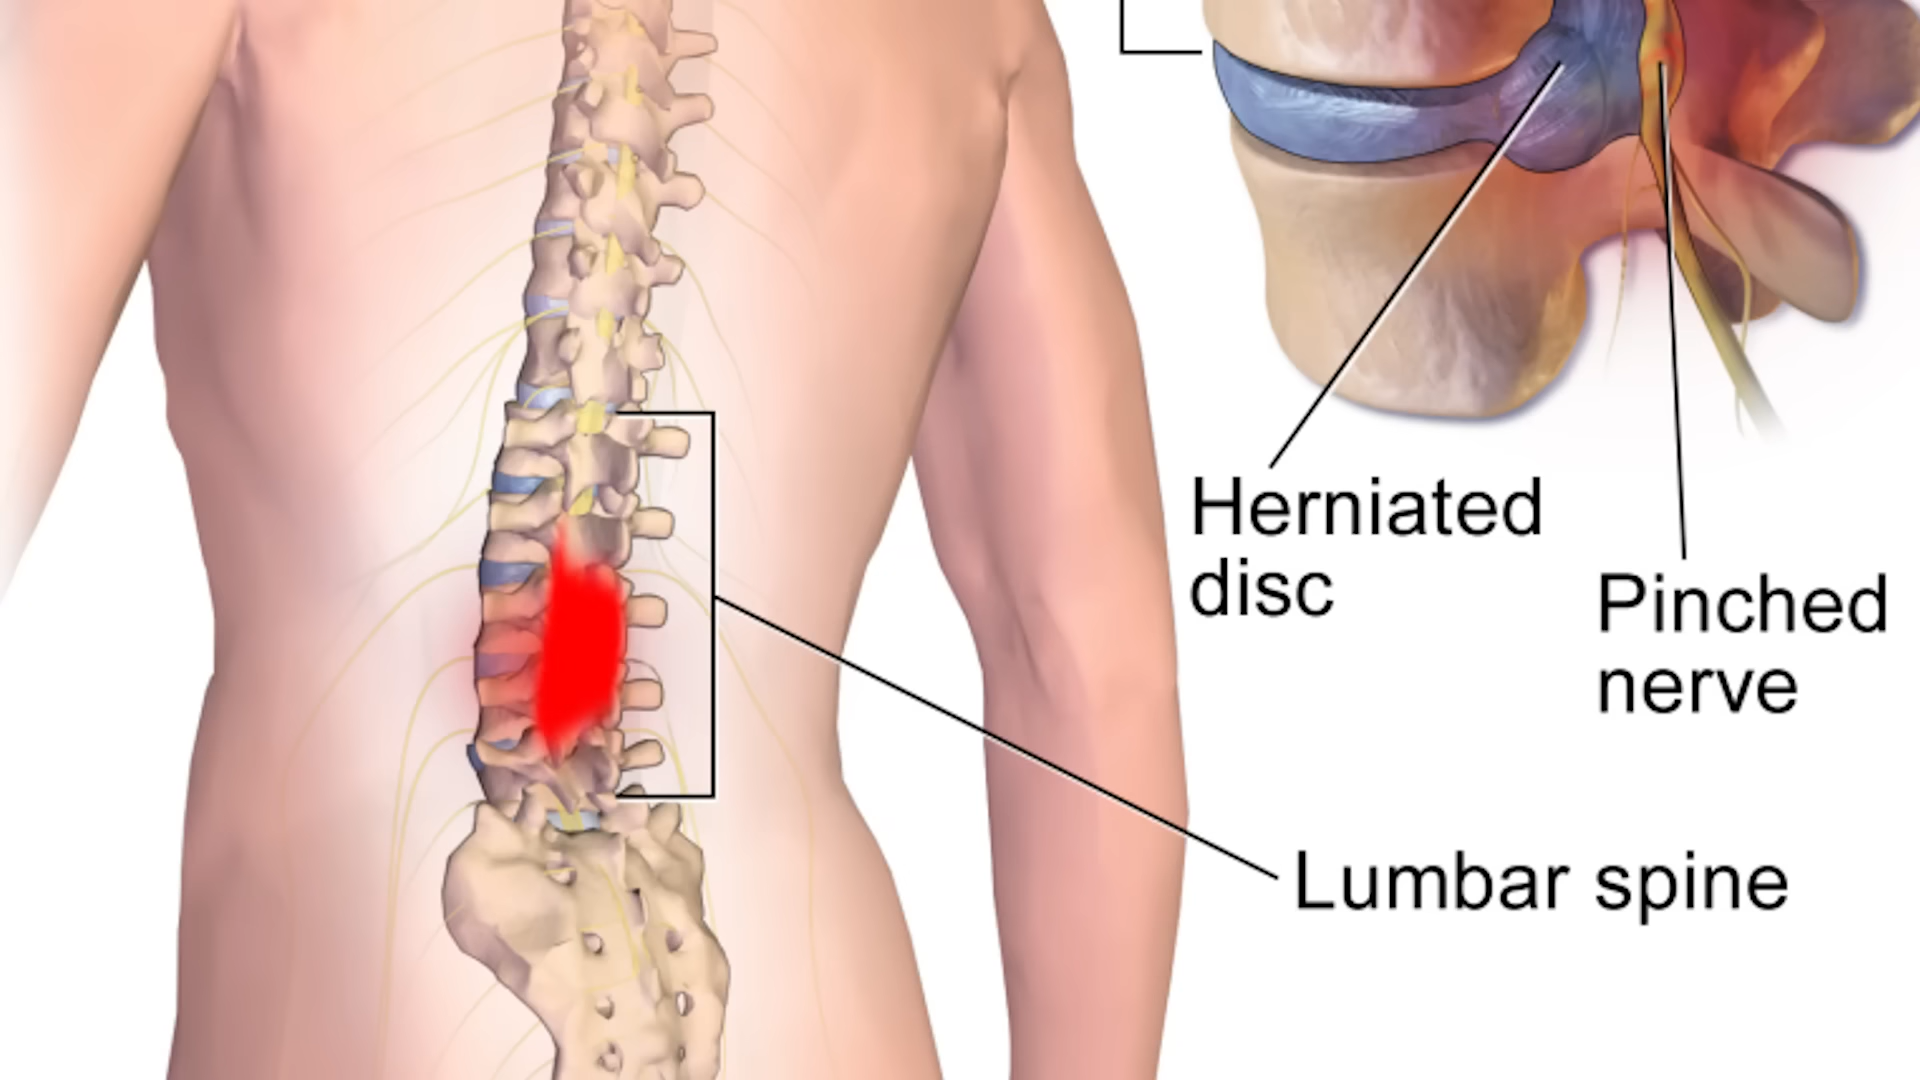 Herniated
disc
Pinched
nerve
Lumbar spine